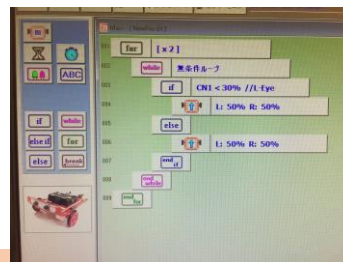 m
ABC
if while
else if for
else break
001 for [ x 2 ]
002 while 無条件ループ
003 if CN1 < 30% //L-Eye
004 L: 50% R: 50%
005 else
006 L: 50% R: 50%
007 end if
008 end while
009 end for